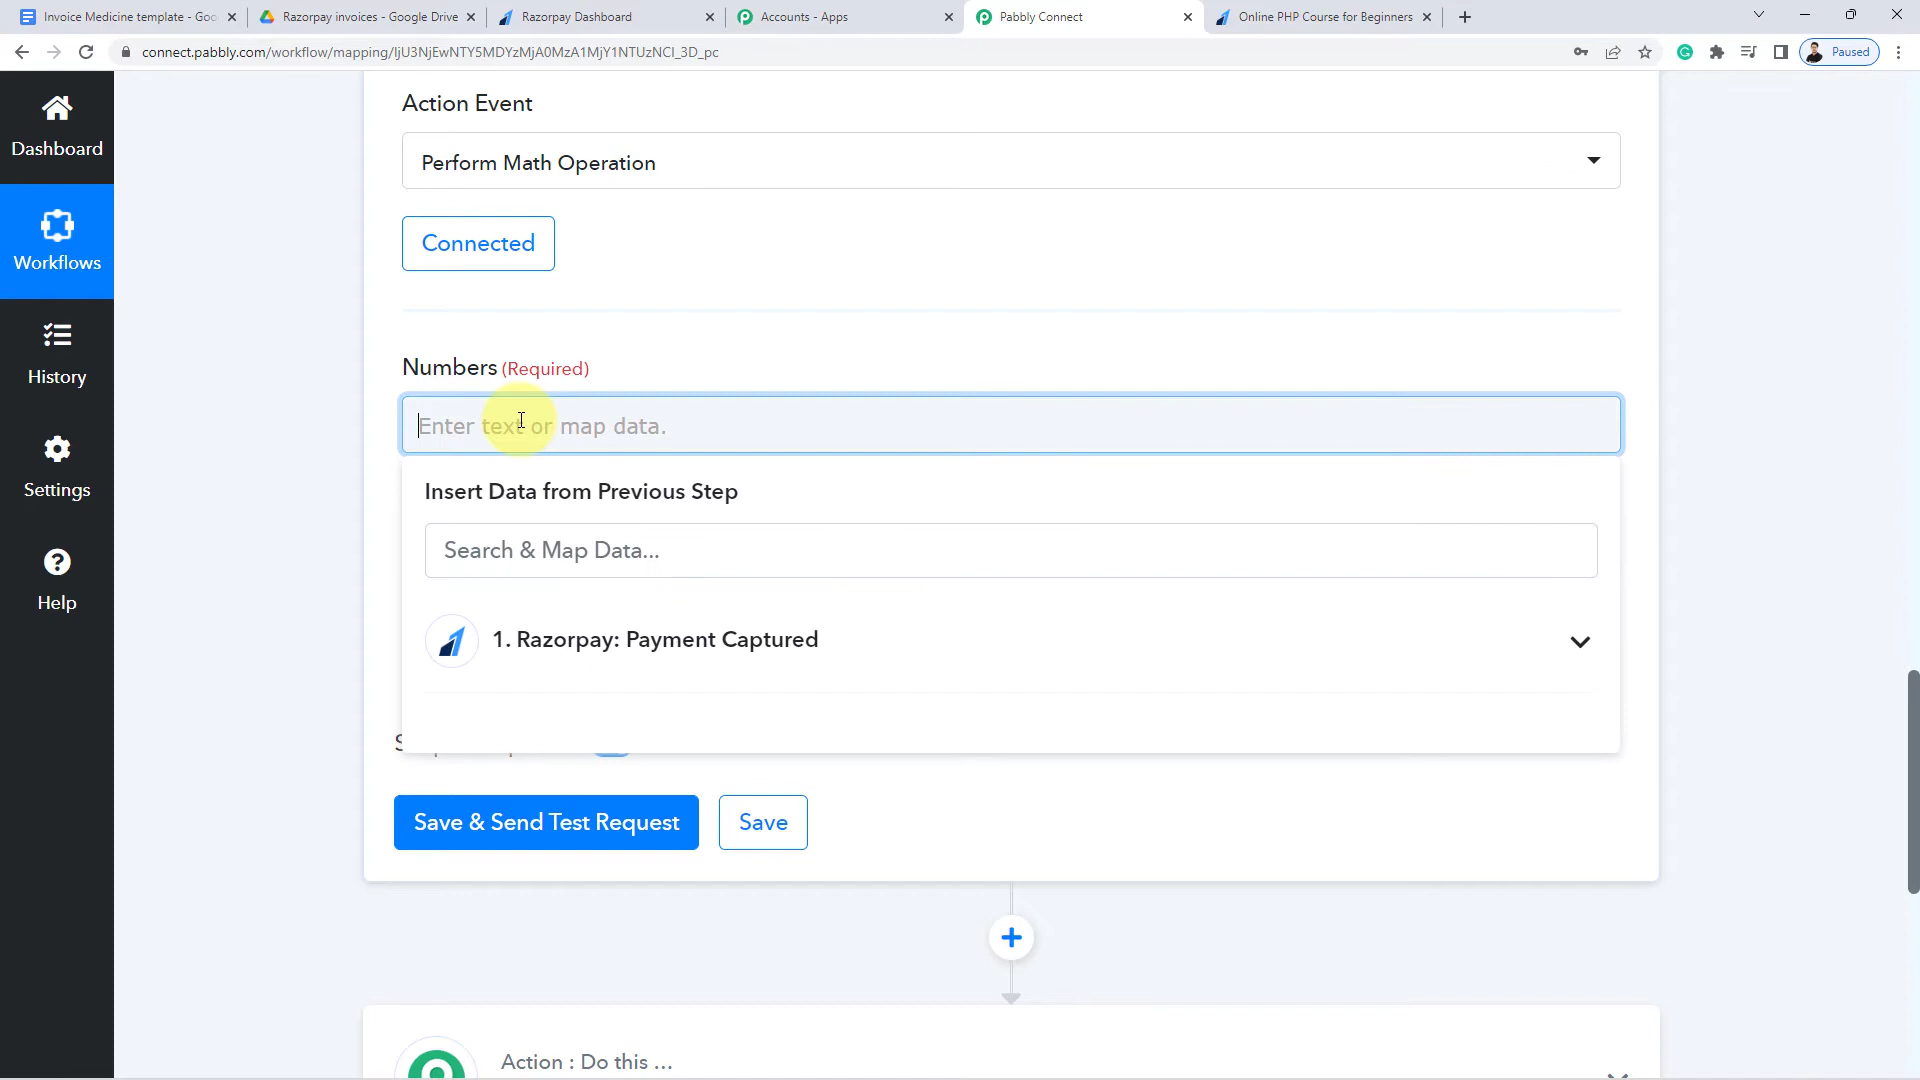 Invoice Medicine template - Goo
Razorpay invoices - Google Drive
Razorpay Dashboard
Accounts - Apps
Pabbly Connect
Online PHP Course for Beginners
connect.pabbly.com/workflow/mapping/IjU3NjEwNTY5MDYzMjA0MzA1MjY1NTUzNCI_3D_pc
Paused
Dashboard
Workflows
History
Settings
Help
Action Event
Perform Math Operation
Connected
Numbers (Required)
Enter text or map data.
Insert Data from Previous Step
Search & Map Data...
1. Razorpay: Payment Captured
Save & Send Test Request
Save
Action : Do this ...